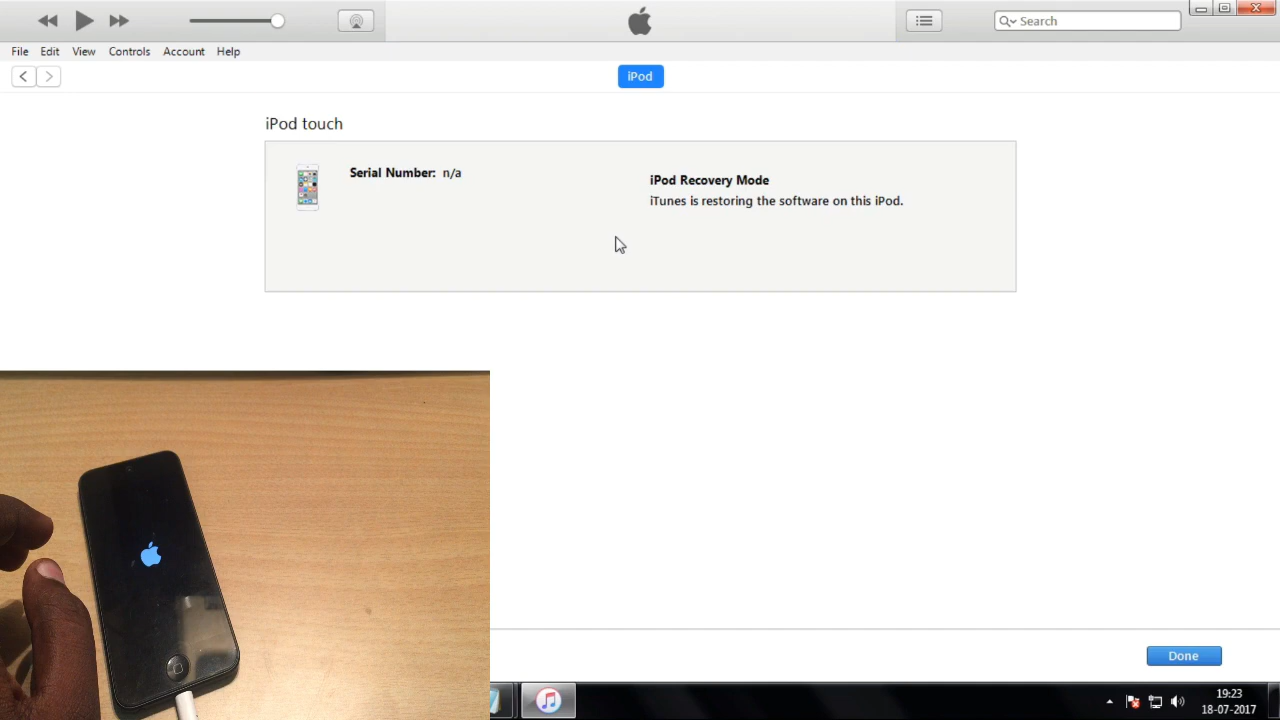 Search
File Edit View Controls Account Help
iPod
iPod touch
Serial Number: n/a
iPod Recovery Mode
iTunes is restoring the software on this iPod.
Done
19:23
18-07-2017